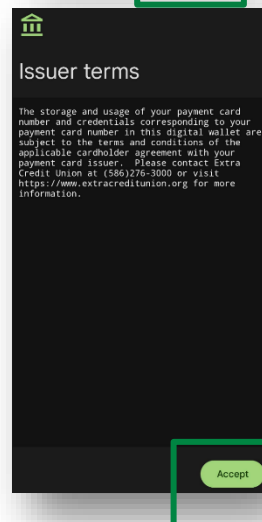 Issuer terms
The storage and usage of your payment card
number and credentials corresponding to your
payment card number in this digital wallet are
subject to the terms and conditions of the
applicable cardholder agreement with your
payment card issuer. Please contact Extra
Credit Union at (586)276-3000 or visit
https://www.extracreditunion.org for more
information.
Accept